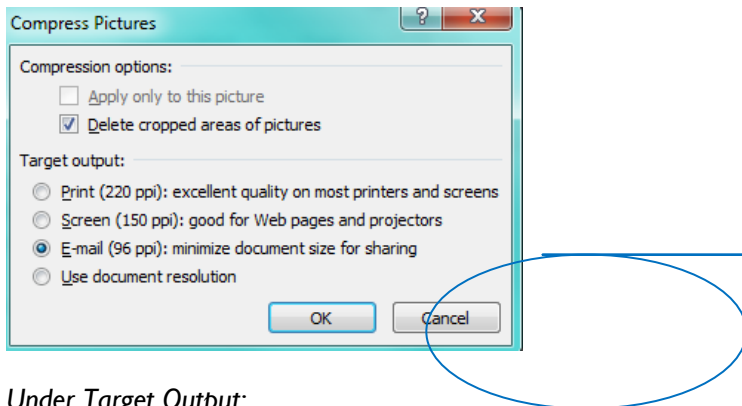 Compress Pictures
Compression options:
Apply only to this picture
Delete cropped areas of pictures
Target output:
Print (220 ppi): excellent quality on most printers and screens
Screen (150 ppi): good for Web pages and projectors
E-mail (96 ppi): minimize document size for sharing
Use document resolution
OK Cancel
Under Target Output: